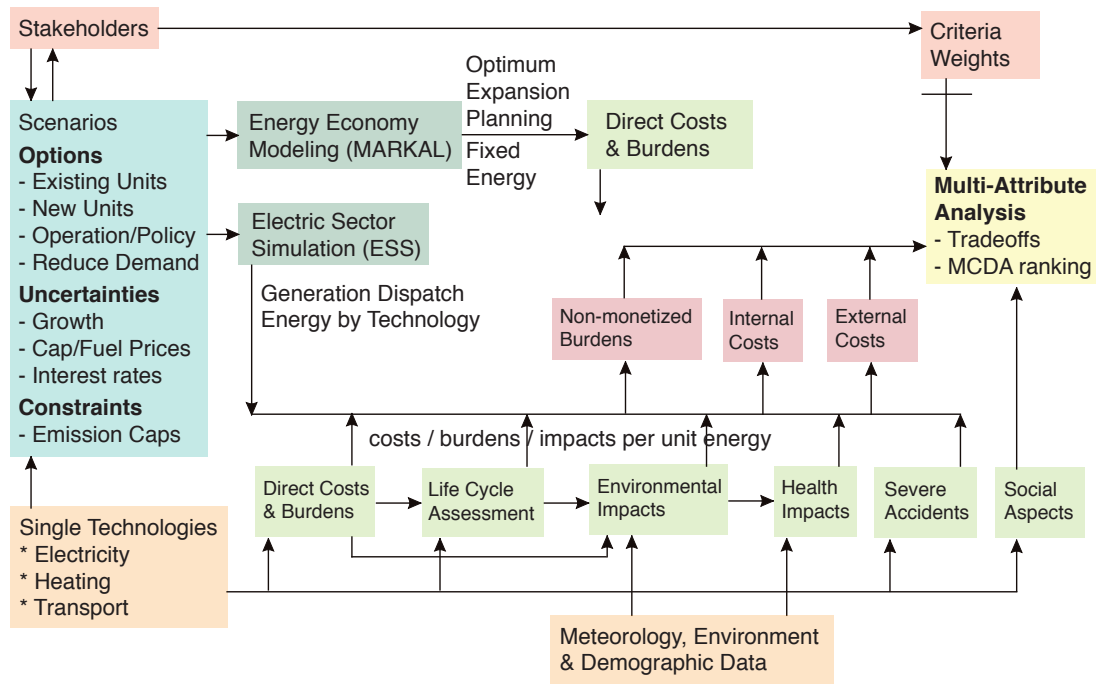 Stakeholders
Criteria
Weights
Scenarios
Options
- Existing Units
- New Units
- Operation/Policy
- Reduce Demand
Uncertainties
- Growth
- Cap/Fuel Prices
- Interest rates
Constraints
- Emission Caps
Energy Economy
Modeling (MARKAL)
Optimum
Expansion
Planning
Fixed
Energy
Direct Costs
& Burdens
Electric Sector
Simulation (ESS)
Generation Dispatch
Energy by Technology
Multi-Attribute
Analysis
- Tradeoffs
- MCDA ranking
Non-monetized
Burdens
Internal
Costs
External
Costs
costs / burdens / impacts per unit energy
Direct Costs
& Burdens
Life Cycle
Assessment
Environmental
Impacts
Health
Impacts
Severe
Accidents
Social
Aspects
Single Technologies
* Electricity
* Heating
* Transport
Meteorology, Environment
& Demographic Data